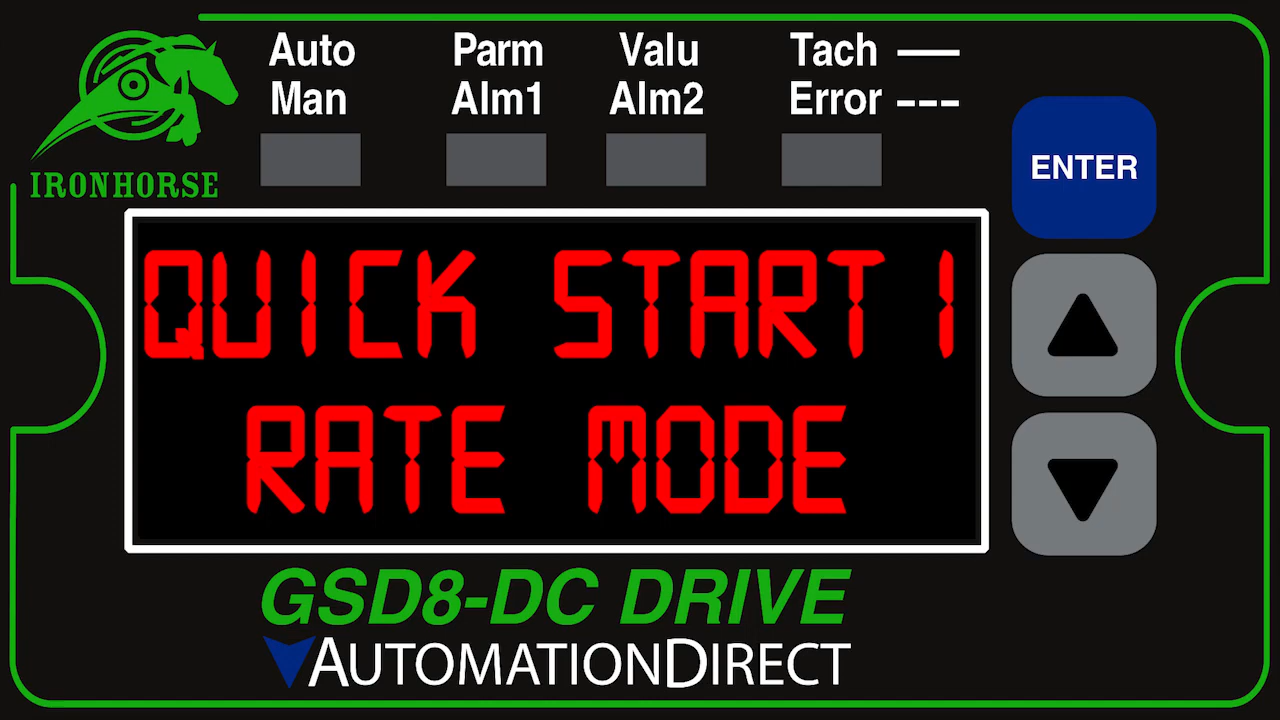 Auto Parm Valu Tach
Man Alm1 Alm2 Error
IRONHORSE
ENTER
QUICK START 1
RATE MODE
GSD8-DC DRIVE
AUTOMATIONDIRECT